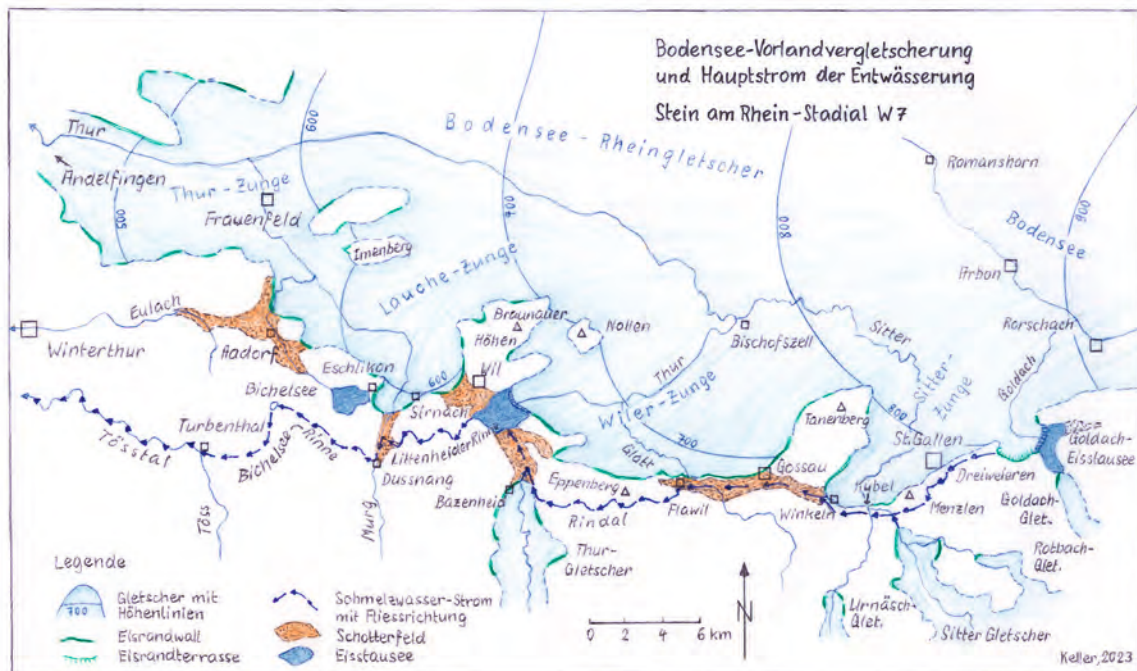 Bodensee-Vorlandvergletscherung
und Hauptstrom der Entwässerung
Stein am Rhein-Stadial W7
Bodensee-Rheingletscher
Thur
Andelfingen
Thur-Zunge
Frauenfeld
500
600
700
800
900
Imenberg
Lauche-Zunge
Romanshorn
Bodensee
Arbon
Rorschach
Goldach
Eulach
Winterthur
Aadorf
Eschlikon
Bichelsee
600
Sirnach
Braunauer
Höhen
Wil
Nollen
Thur
Bischofszell
Sitter
Sitter-
Zunge
Wiler-Zunge
700
Glatt
Tanenberg
800
St.Gallen
Goldach-
Eisstausee
Turbenthal
Tösstal
Bichelsee Rinne
Littenheider Rinne
Dussnang
Töss
Murg
Bazenheid
Eppenberg
Rindal
Flawil
Gossau
Winkeln
Kubel
Menzlen
Dreiweieren
Goldach-
Glet.
Thur-
Gletscher
Rotbach-
Glet.
Urnäsch-
Glet.
Sitter Gletscher
Legende
700
Gletscher mit
Höhenlinien
Eisrandwall
Eisrandterrasse
Schmelzwasser-Strom
mit Fliessrichtung
Schotterfeld
Eisstausee
0 2 4 6 km
N
Keller, 2023